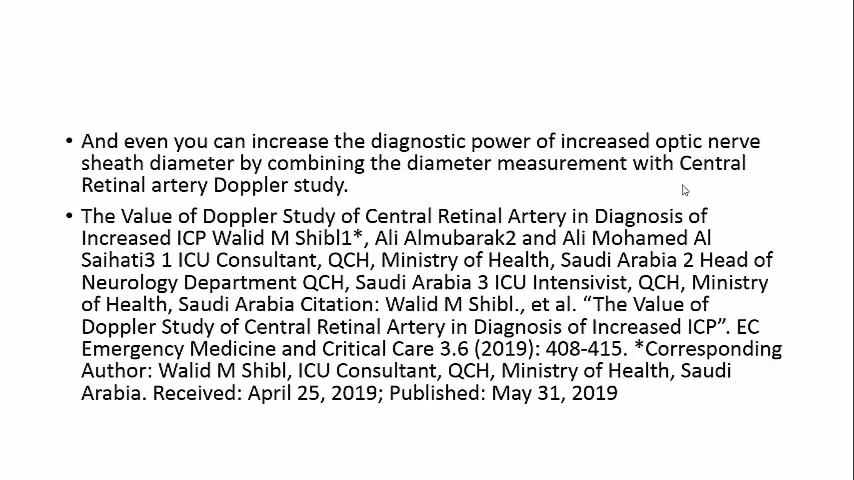 • And even you can increase the diagnostic power of increased optic nerve
sheath diameter by combining the diameter measurement with Central
Retinal artery Doppler study.
• The Value of Doppler Study of Central Retinal Artery in Diagnosis of
Increased ICP Walid M Shibl1*, Ali Almubarak2 and Ali Mohamed Al
Saihati3 1 ICU Consultant, QCH, Ministry of Health, Saudi Arabia 2 Head of
Neurology Department QCH, Saudi Arabia 3 ICU Intensivist, QCH, Ministry
of Health, Saudi Arabia Citation: Walid M Shibl., et al. “The Value of
Doppler Study of Central Retinal Artery in Diagnosis of Increased ICP”. EC
Emergency Medicine and Critical Care 3.6 (2019): 408-415. *Corresponding
Author: Walid M Shibl, ICU Consultant, QCH, Ministry of Health, Saudi
Arabia. Received: April 25, 2019; Published: May 31, 2019